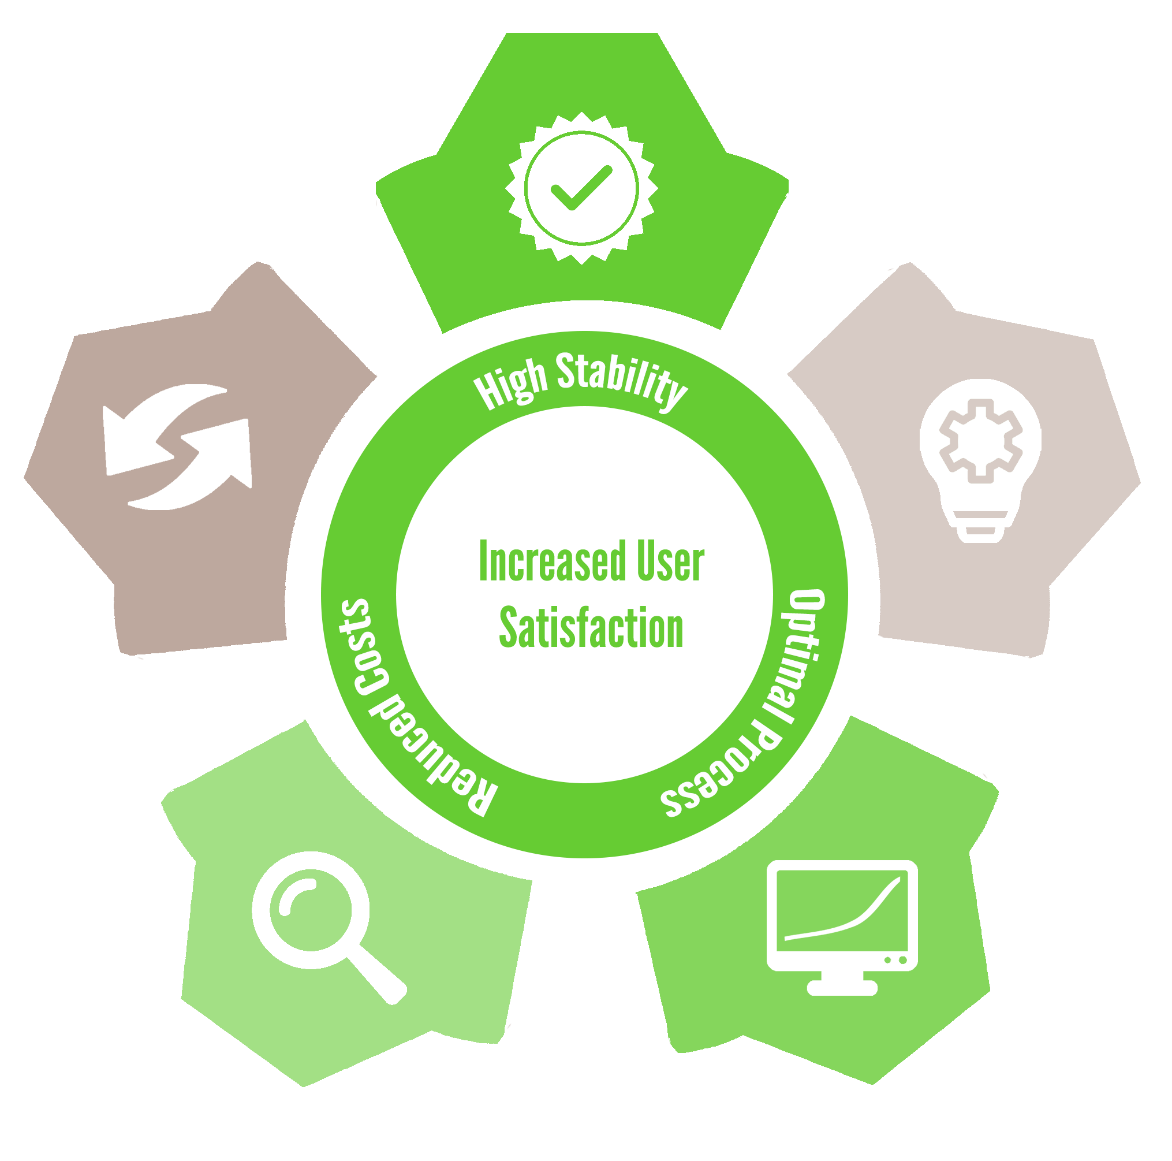 High Stability
Increased User
Satisfaction
Reduced Costs
Optimal Process